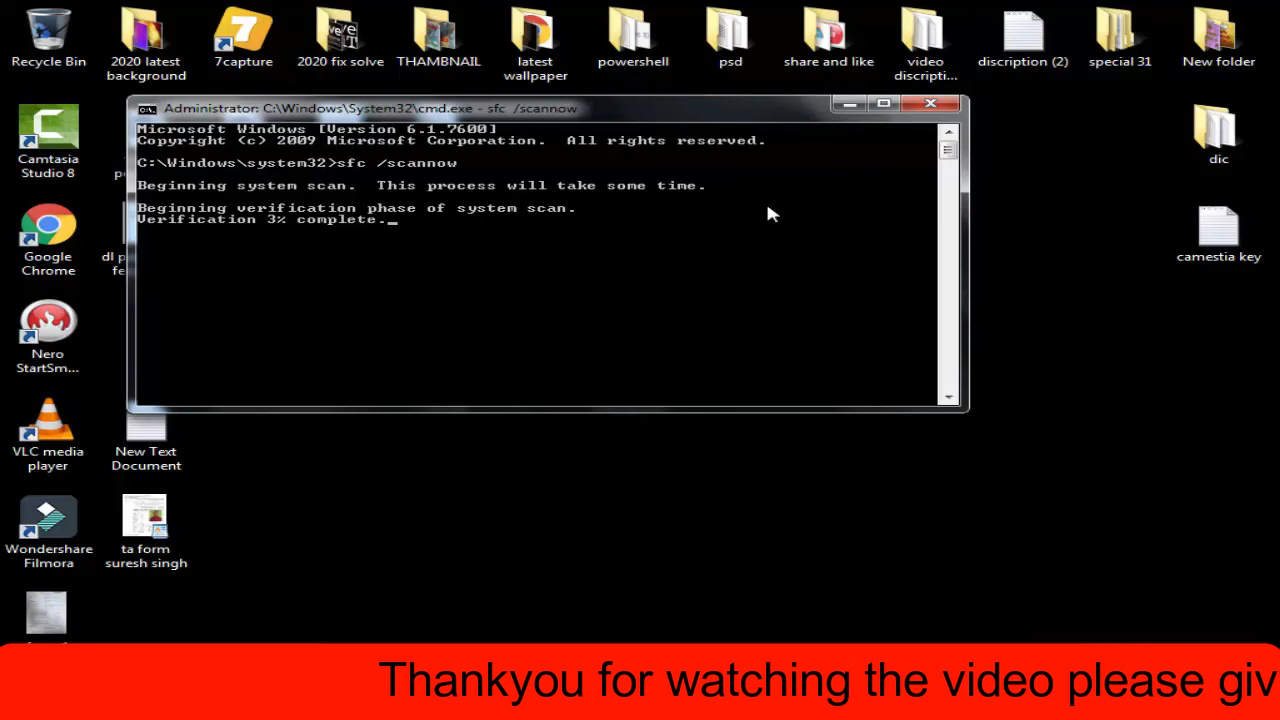 Recycle Bin
2020 latest
background
7capture
2020 fix solve
THAMBNAIL
latest
wallpaper
powershell
psd
share and like
video
discripti...
discription (2)
special 31
New folder
Administrator: C:\Windows\System32\cmd.exe - sfc /scannow
Microsoft Windows [Version 6.1.7600]
Copyright (c) 2009 Microsoft Corporation. All rights reserved.
C:\Windows\system32>sfc /scannow
Beginning system scan. This process will take some time.
Beginning verification phase of system scan.
Verification 3% complete.
Camtasia
Studio 8
dic
Google
Chrome
dl
camestia key
Nero
StartSm...
VLC media
player
New Text
Document
Wondershare
Filmora
ta form
suresh singh
Thankyou for watching the video please giv